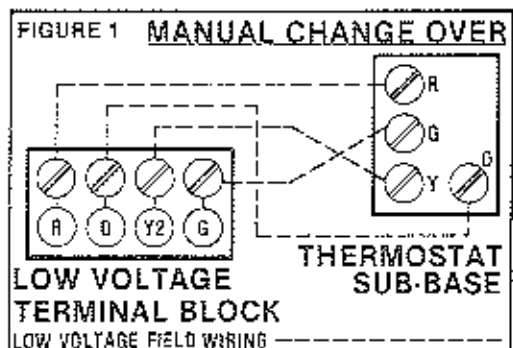 FIGURE 1 MANUAL CHANGE OVER
R
G
Y
O
R O Y2 G
THERMOSTAT
SUB-BASE
LOW VOLTAGE
TERMINAL BLOCK
LOW VOLTAGE FIELD WIRING